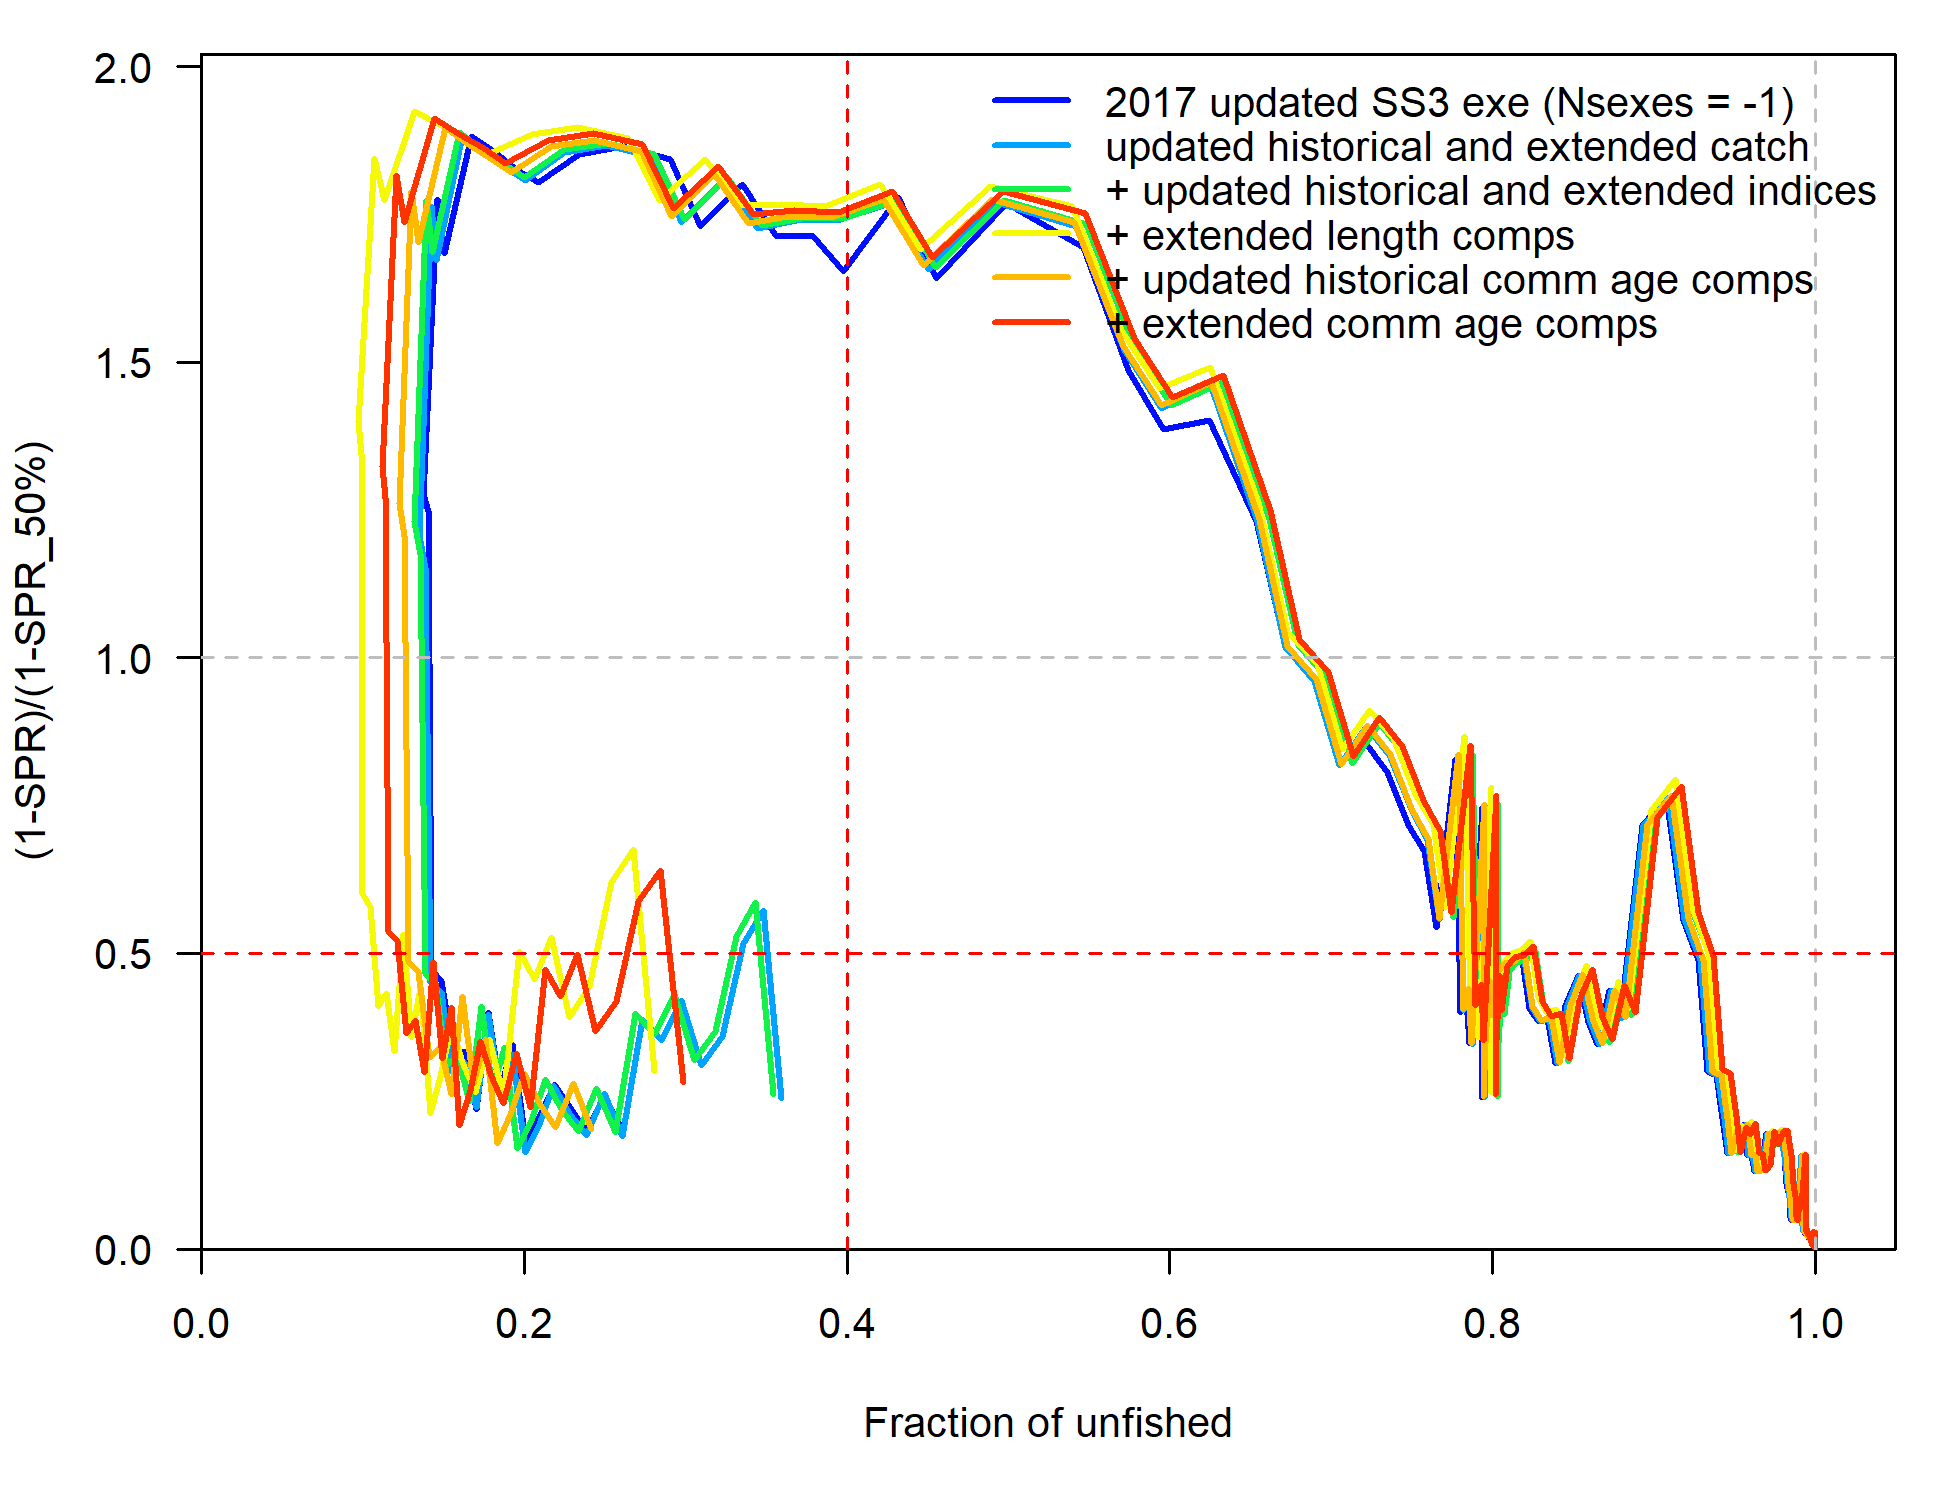 2.0
1.5
1.0
0.5
0.0
(1-SPR)/(1-SPR_50%)
2017 updated SS3 exe (Nsexes = -1)
updated historical and extended catch
+ updated historical and extended indices
+ extended length comps
+ updated historical comm age comps
+ extended comm age comps
0.0 0.2 0.4 0.6 0.8 1.0
Fraction of unfished